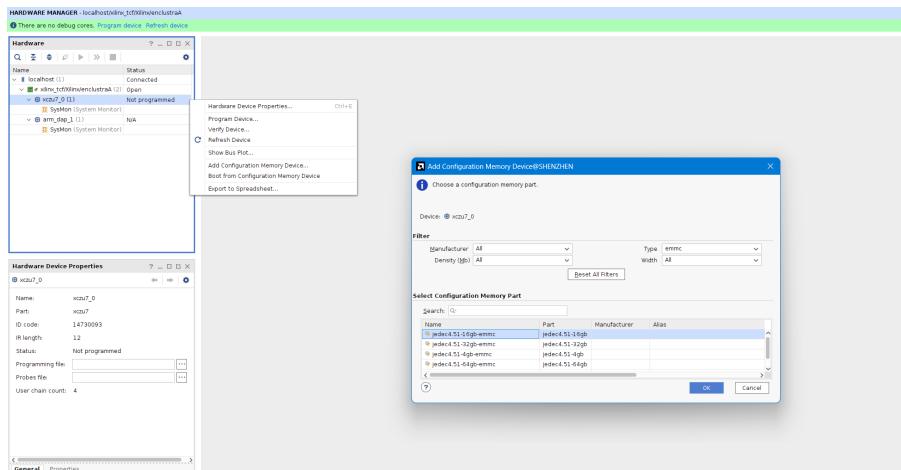 HARDWARE MANAGER - localhost/xilinx_tcf/Xilinx/enclustraA
There are no debug cores. Program device Refresh device
Hardware
Name Status
localhost (1) Connected
xilinx_tcf/Xilinx/enclustraA (2) Open
xczu7_0 (1) Not programmed
SysMon (System Monitor)
arm_dap_1 (1) N/A
SysMon (System Monitor)
Hardware Device Properties... Ctrl+E
Program Device...
Verify Device...
Refresh Device
Show Bus Plot...
Add Configuration Memory Device...
Boot from Configuration Memory Device
Export to Spreadsheet...
Hardware Device Properties
xczu7_0
Name: xczu7_0
Part: xczu7
ID code: 14730093
IR length: 12
Status: Not programmed
Programming file:
Probes file:
User chain count: 4
General Properties
Add Configuration Memory Device@SHENZHEN
Choose a configuration memory part.
Device: xczu7_0
Filter
Manufacturer All Type emmc
Density (Mb) All Width All
Reset All Filters
Select Configuration Memory Part
Search:
Name Part Manufacturer Alias
jedec4.51-16gb-emmc jedec4.51-16gb
jedec4.51-32gb-emmc jedec4.51-32gb
jedec4.51-4gb-emmc jedec4.51-4gb
jedec4.51-64gb-emmc jedec4.51-64gb
OK Cancel